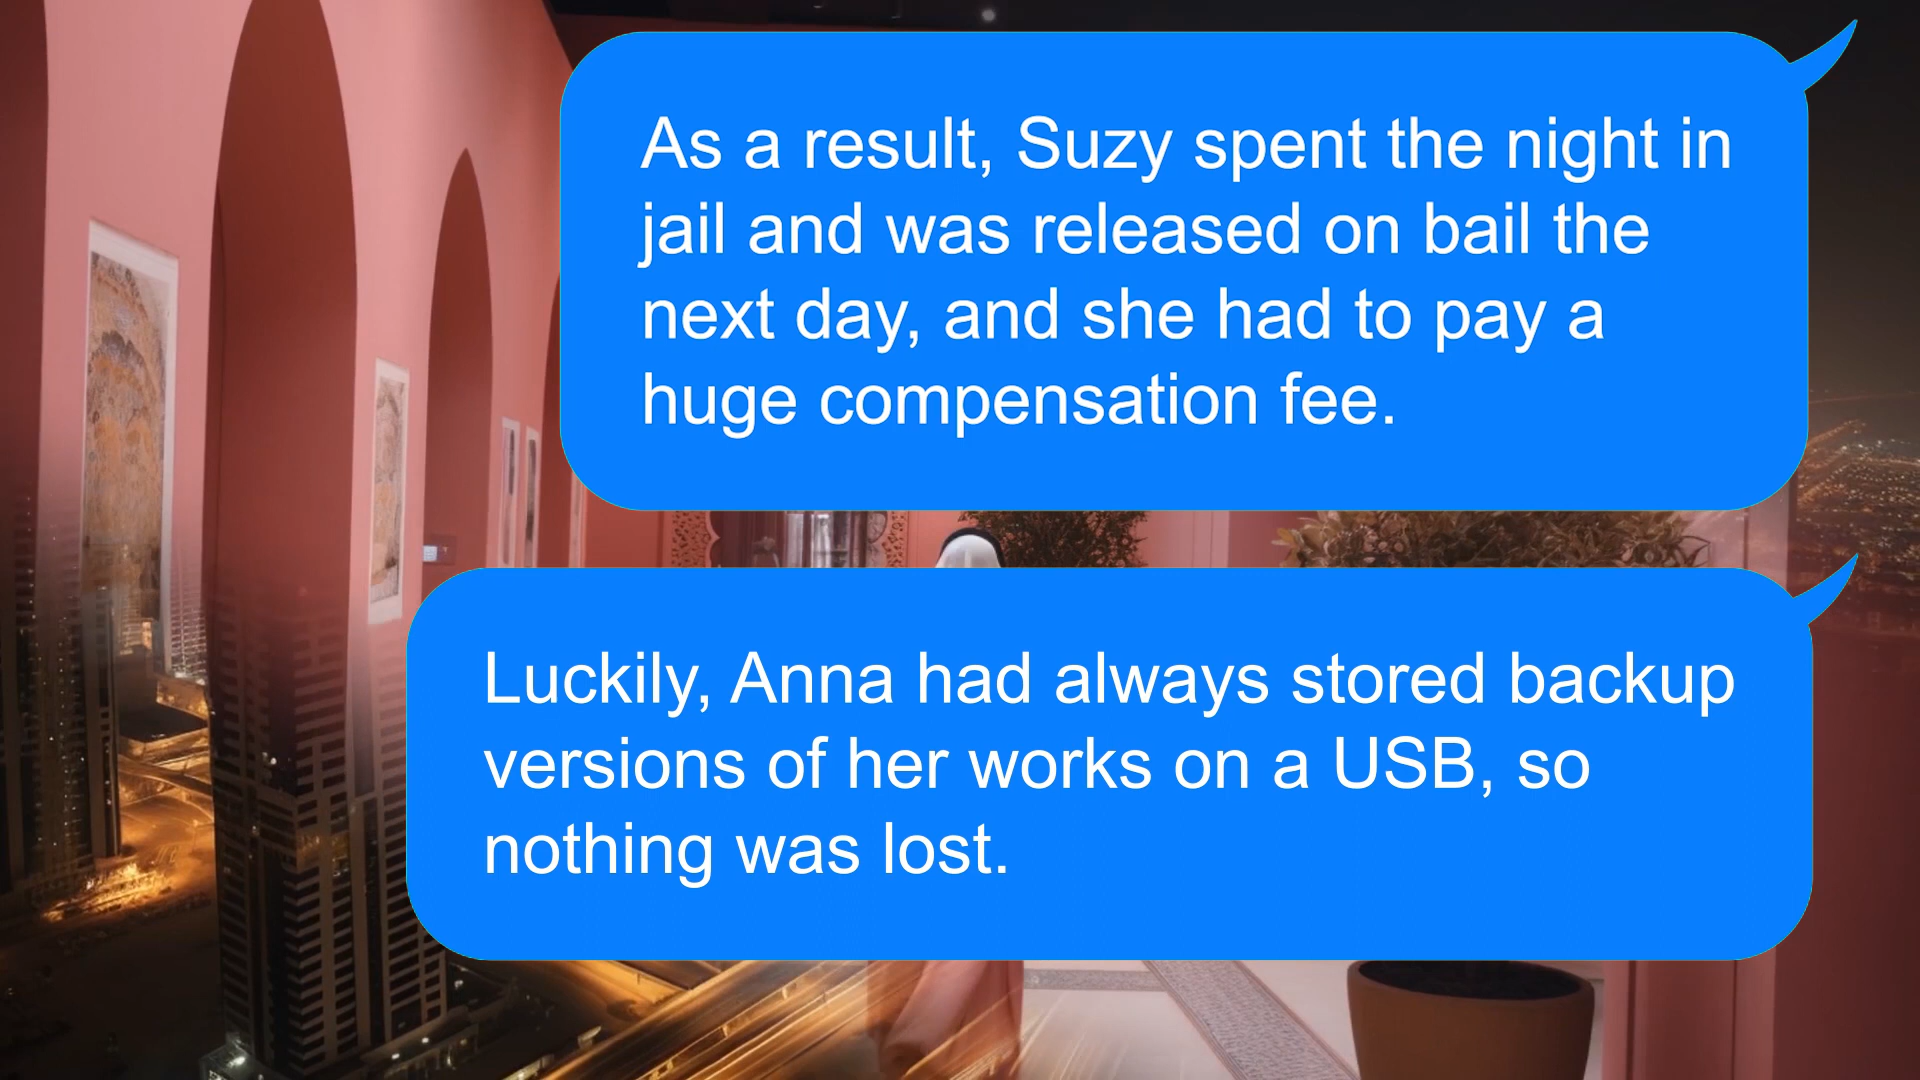 As a result, Suzy spent the night in
jail and was released on bail the
next day, and she had to pay a
huge compensation fee.
Luckily, Anna had always stored backup
versions of her works on a USB, so
nothing was lost.